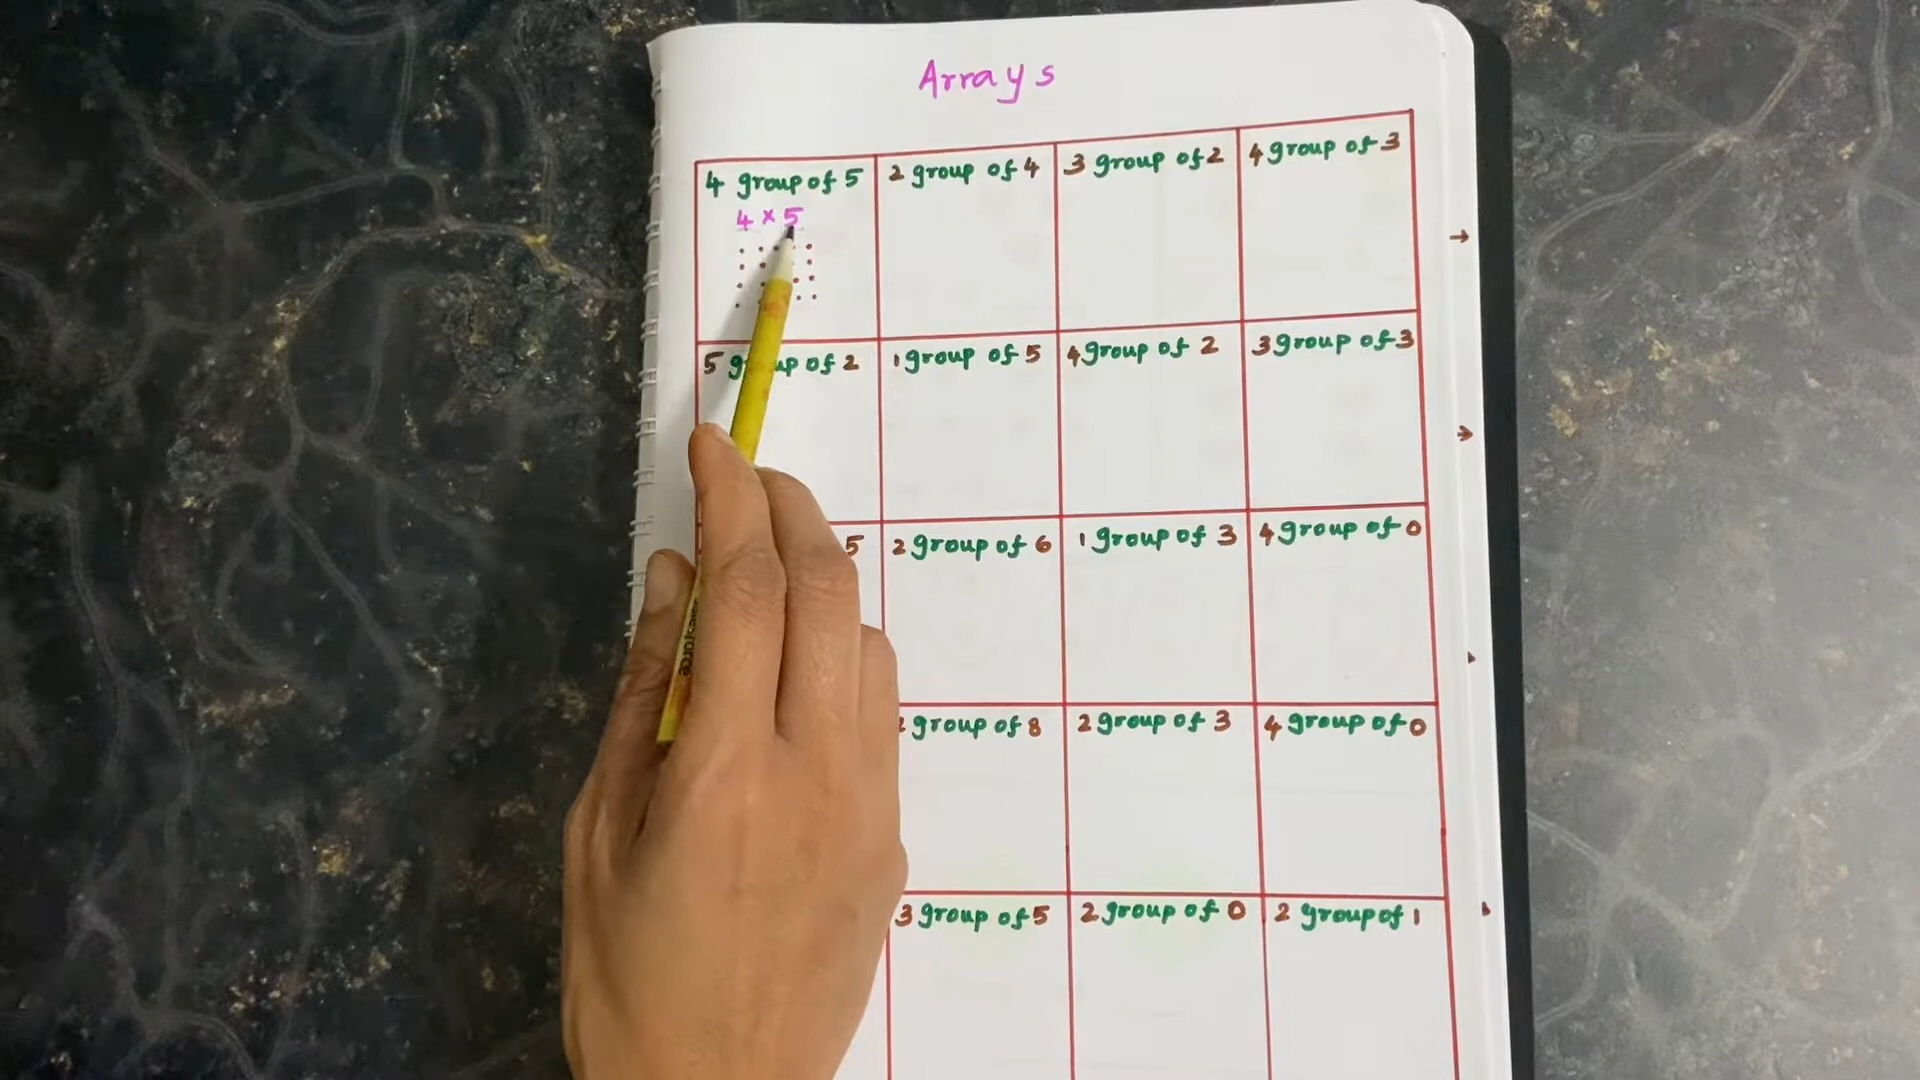 Arrays
4 group of 5
2 group of 4
3 group of 2
4 group of 3
4 × 5
5 group of 2
1 group of 5
4 group of 2
3 group of 3
5
2 group of 6
1 group of 3
4 group of 0
group of 8
2 group of 3
4 group of 0
3 group of 5
2 group of 0
2 group of 1